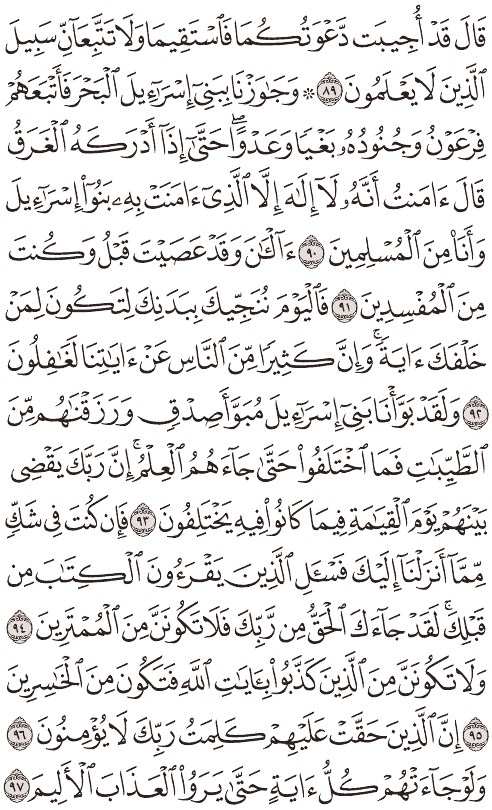 قَالَ قَدْ أُجِيبَت دَّعْوَتُكُمَا فَٱسْتَقِيمَا وَلَا تَتَّبِعَآنِّ سَبِيلَ
ٱلَّذِينَ لَا يَعْلَمُونَ ٨٩ ۞ وَجَٰوَزْنَا بِبَنِىٓ إِسْرَٰٓءِيلَ ٱلْبَحْرَ فَأَتْبَعَهُمْ
فِرْعَوْنُ وَجُنُودُهُۥ بَغْيًا وَعَدْوًا ۖ حَتَّىٰٓ إِذَآ أَدْرَكَهُ ٱلْغَرَقُ
قَالَ ءَامَنتُ أَنَّهُۥ لَآ إِلَٰهَ إِلَّا ٱلَّذِىٓ ءَامَنَتْ بِهِۦ بَنُوٓا۟ إِسْرَٰٓءِيلَ
وَأَنَا۠ مِنَ ٱلْمُسْلِمِينَ ٩٠ ءَآلْـَٰٔنَ وَقَدْ عَصَيْتَ قَبْلُ وَكُنتَ
مِنَ ٱلْمُفْسِدِينَ ٩١ فَٱلْيَوْمَ نُنَجِّيكَ بِبَدَنِكَ لِتَكُونَ لِمَنْ
خَلْفَكَ ءَايَةً ۚ وَإِنَّ كَثِيرًا مِّنَ ٱلنَّاسِ عَنْ ءَايَٰتِنَا لَغَٰفِلُونَ
٩٢ وَلَقَدْ بَوَّأْنَا بَنِىٓ إِسْرَٰٓءِيلَ مُبَوَّأَ صِدْقٍ وَرَزَقْنَٰهُم مِّنَ
ٱلطَّيِّبَٰتِ فَمَا ٱخْتَلَفُوا۟ حَتَّىٰ جَآءَهُمُ ٱلْعِلْمُ ۚ إِنَّ رَبَّكَ يَقْضِى
بَيْنَهُمْ يَوْمَ ٱلْقِيَٰمَةِ فِيمَا كَانُوا۟ فِيهِ يَخْتَلِفُونَ ٩٣ فَإِن كُنتَ فِى شَكٍّ
مِّمَّآ أَنزَلْنَآ إِلَيْكَ فَسْـَٔلِ ٱلَّذِينَ يَقْرَءُونَ ٱلْكِتَٰبَ مِن
قَبْلِكَ ۚ لَقَدْ جَآءَكَ ٱلْحَقُّ مِن رَّبِّكَ فَلَا تَكُونَنَّ مِنَ ٱلْمُمْتَرِينَ ٩٤
وَلَا تَكُونَنَّ مِنَ ٱلَّذِينَ كَذَّبُوا۟ بِـَٔايَٰتِ ٱللَّهِ فَتَكُونَ مِنَ ٱلْخَٰسِرِينَ
٩٥ إِنَّ ٱلَّذِينَ حَقَّتْ عَلَيْهِمْ كَلِمَتُ رَبِّكَ لَا يُؤْمِنُونَ ٩٦
وَلَوْ جَآءَتْهُمْ كُلُّ ءَايَةٍ حَتَّىٰ يَرَوُا۟ ٱلْعَذَابَ ٱلْأَلِيمَ ٩٧